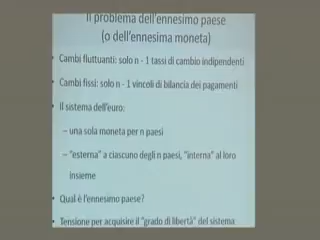 Il problema dell'ennesimo paese
(o dell'ennesima moneta)
• Cambi fluttuanti: solo n - 1 tassi di cambio indipendenti
• Cambi fissi: solo n - 1 vincoli di bilancia dei pagamenti
• Il sistema dell'euro:
– una sola moneta per n paesi
– "esterna" a ciascuno degli n paesi, "interna" al loro
insieme
• Qual è l'ennesimo paese?
• Tensione per acquisire il "grado di libertà" del sistema